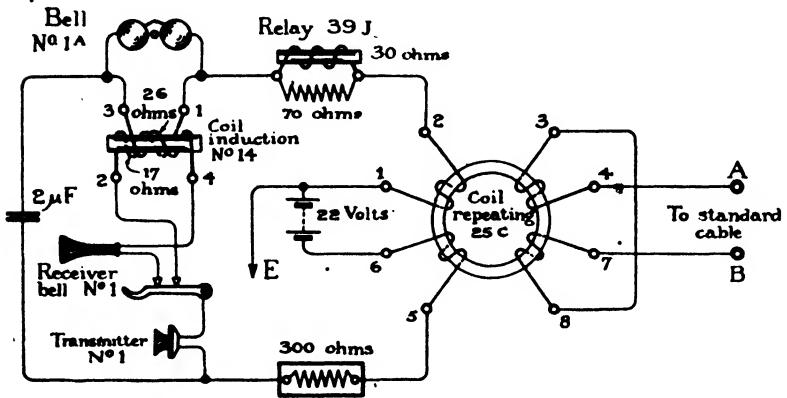 Bell
Nº 1A
Relay 39 J.
30 ohms
70 ohms
26
ohms
3
1
Coil
induction
Nº 14
17
ohms
2
4
2 µF
Receiver
bell Nº 1
Transmitter
Nº 1
300 ohms
E
22 Volts
1
2
3
4
5
6
7
8
Coil
repeating
25 C
A
To standard
cable
B